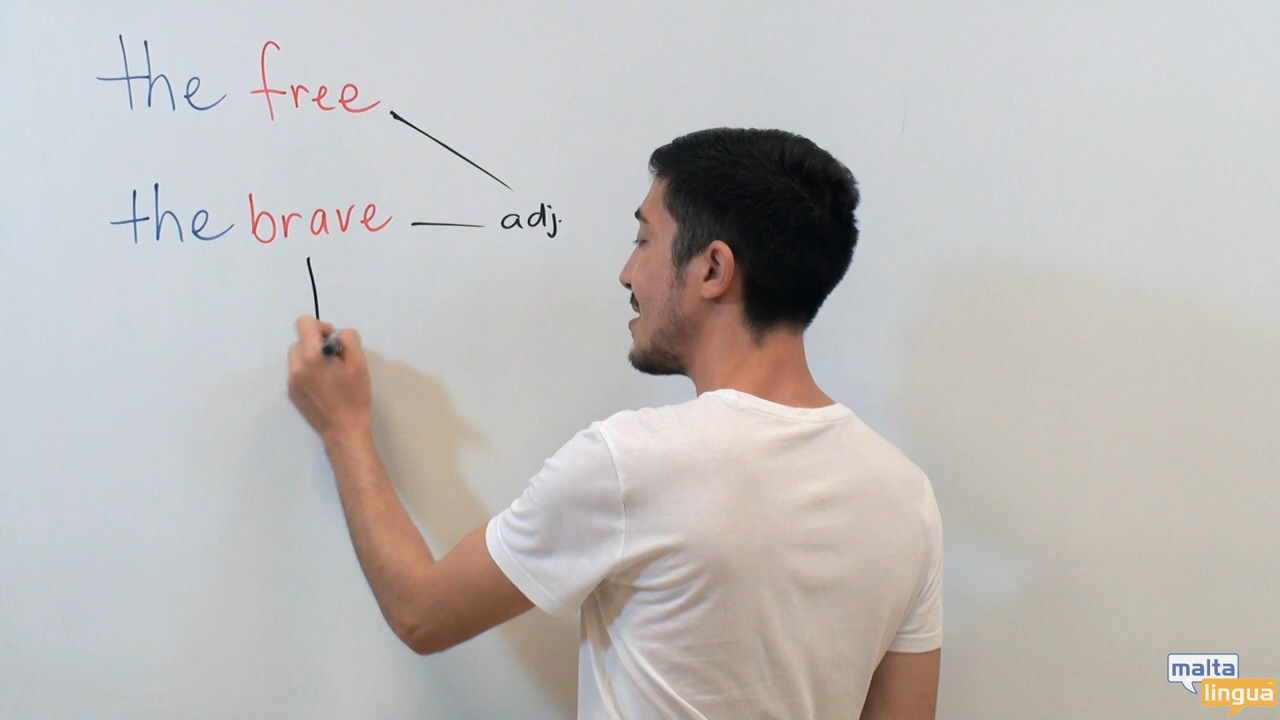 the free
the brave
adj.
malta
lingua